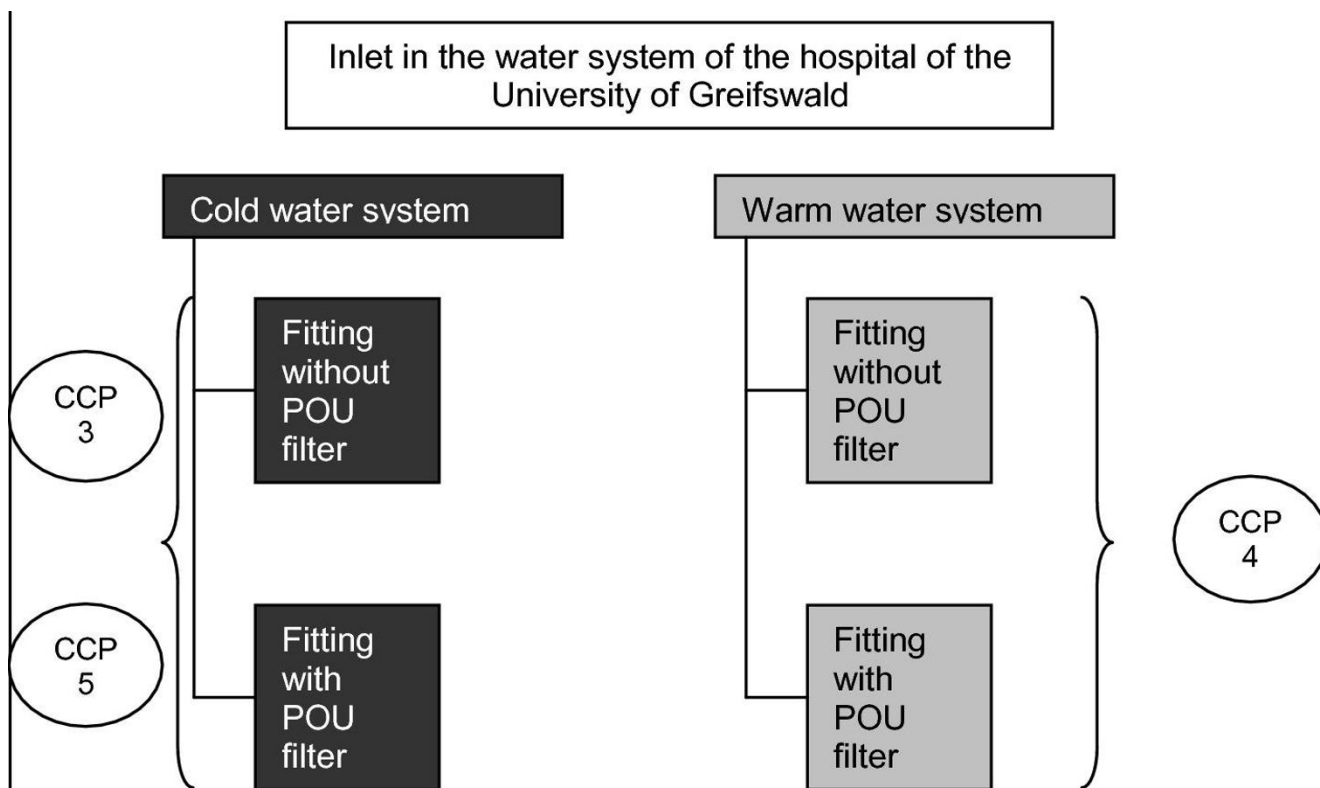 Inlet in the water system of the hospital of the
University of Greifswald
Cold water system
Warm water system
Fitting
without
POU
filter
Fitting
without
POU
filter
CCP
3
CCP
4
Fitting
with
POU
filter
Fitting
with
POU
filter
CCP
5